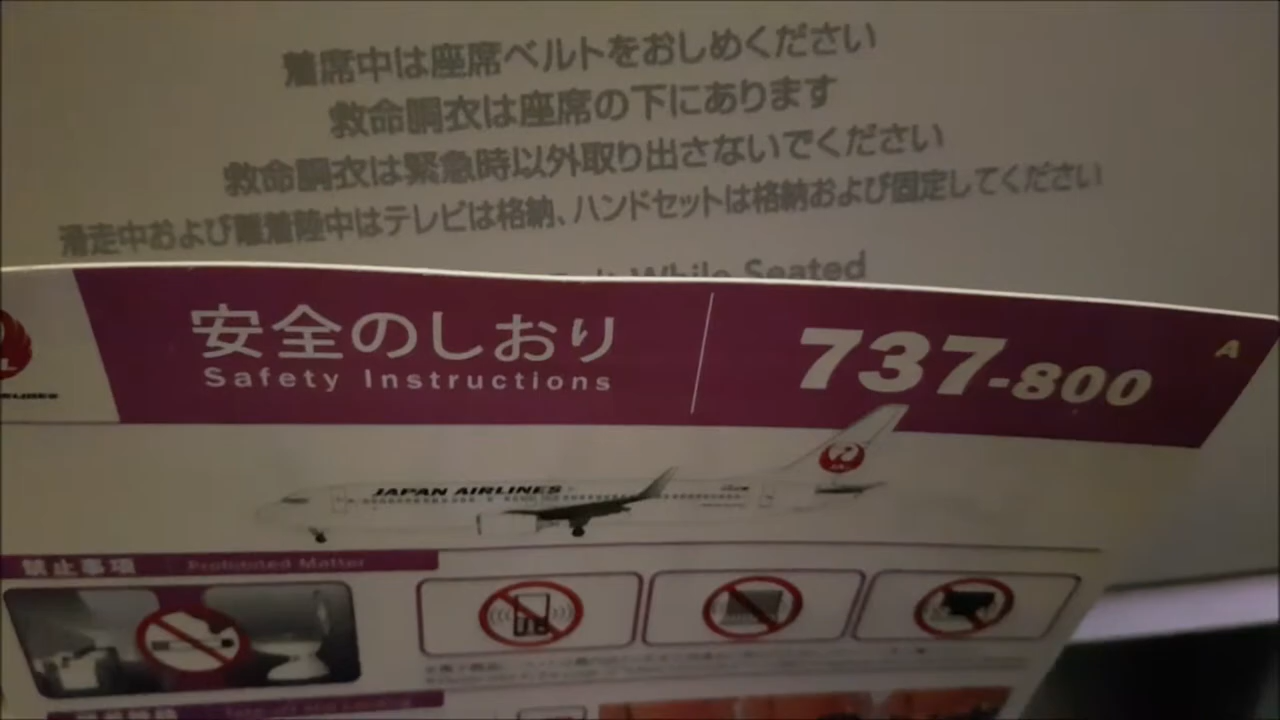 着席中は座席ベルトをおしめください
救命胴衣は座席の下にあります
救命胴衣は緊急時以外取り出さないでください
滑走中および離着陸中はテレビは格納、ハンドセットは格納および固定してください
While Seated
安全のしおり
Safety Instructions
737-800
A
JAPAN AIRLINES
禁止事項 Prohibited Matter